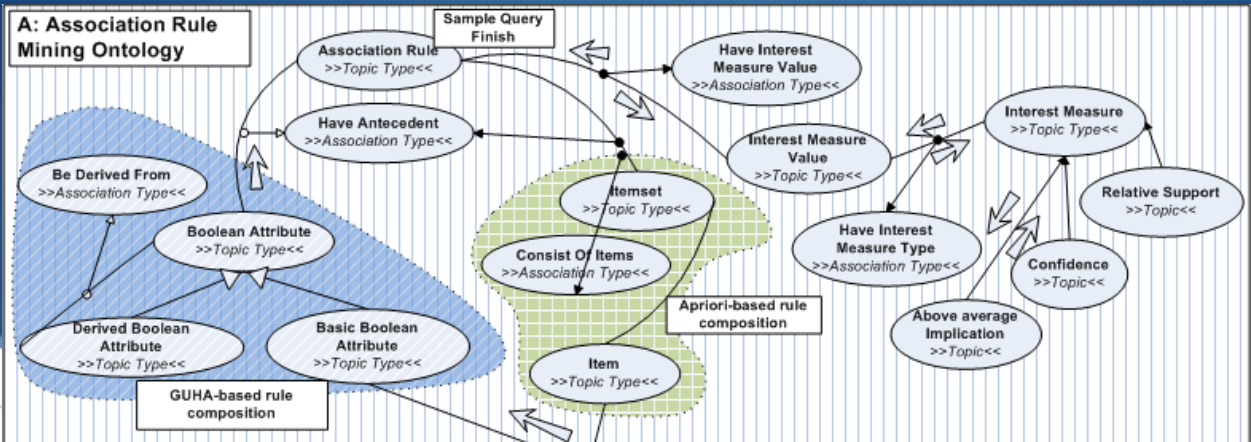 A: Association Rule
Mining Ontology
Sample Query
Finish
Association Rule
>>Topic Type<<
Have Interest
Measure Value
>>Association Type<<
Have Antecedent
>>Association Type<<
Interest Measure
>>Topic Type<<
Interest Measure
Value
>>Topic Type<<
Be Derived From
>>Association Type<<
Itemset
>>Topic Type<<
Relative Support
>>Topic<<
Boolean Attribute
>>Topic Type<<
Have Interest
Measure Type
>>Association Type<<
Consist Of Items
>>Association Type<<
Confidence
>>Topic<<
Apriori-based rule
composition
Above average
Implication
>>Topic<<
Derived Boolean
Attribute
>>Topic Type<<
Basic Boolean
Attribute
>>Topic Type<<
Item
>>Topic Type<<
GUHA-based rule
composition